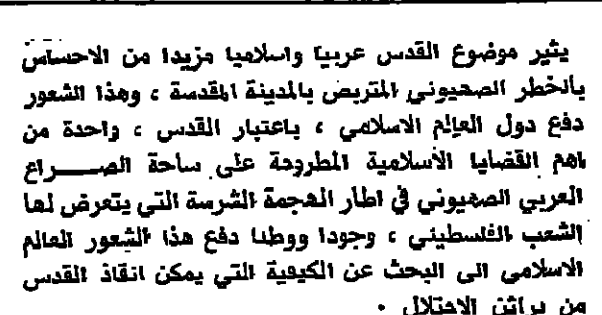 يثير موضوع القدس عربيا واسلاميا مزيدا من الاحساس
بالخطر الصهيوني المتربص بالمدينة المقدسة ، وهذا الشعور
دفع دول العالم الاسلامي ، باعتبار القدس ، واحدة من
اهم القضايا الاسلامية المطروحة على ساحة الصـــراع
العربي الصهيوني في اطار الهجمة الشرسة التي يتعرض لها
الشعب الفلسطيني ، وجودا ووطنا دفع هذا الشعور العالم
الاسلامي الى البحث عن الكيفية التي يمكن انقاذ القدس
من براثن الاحتلال .